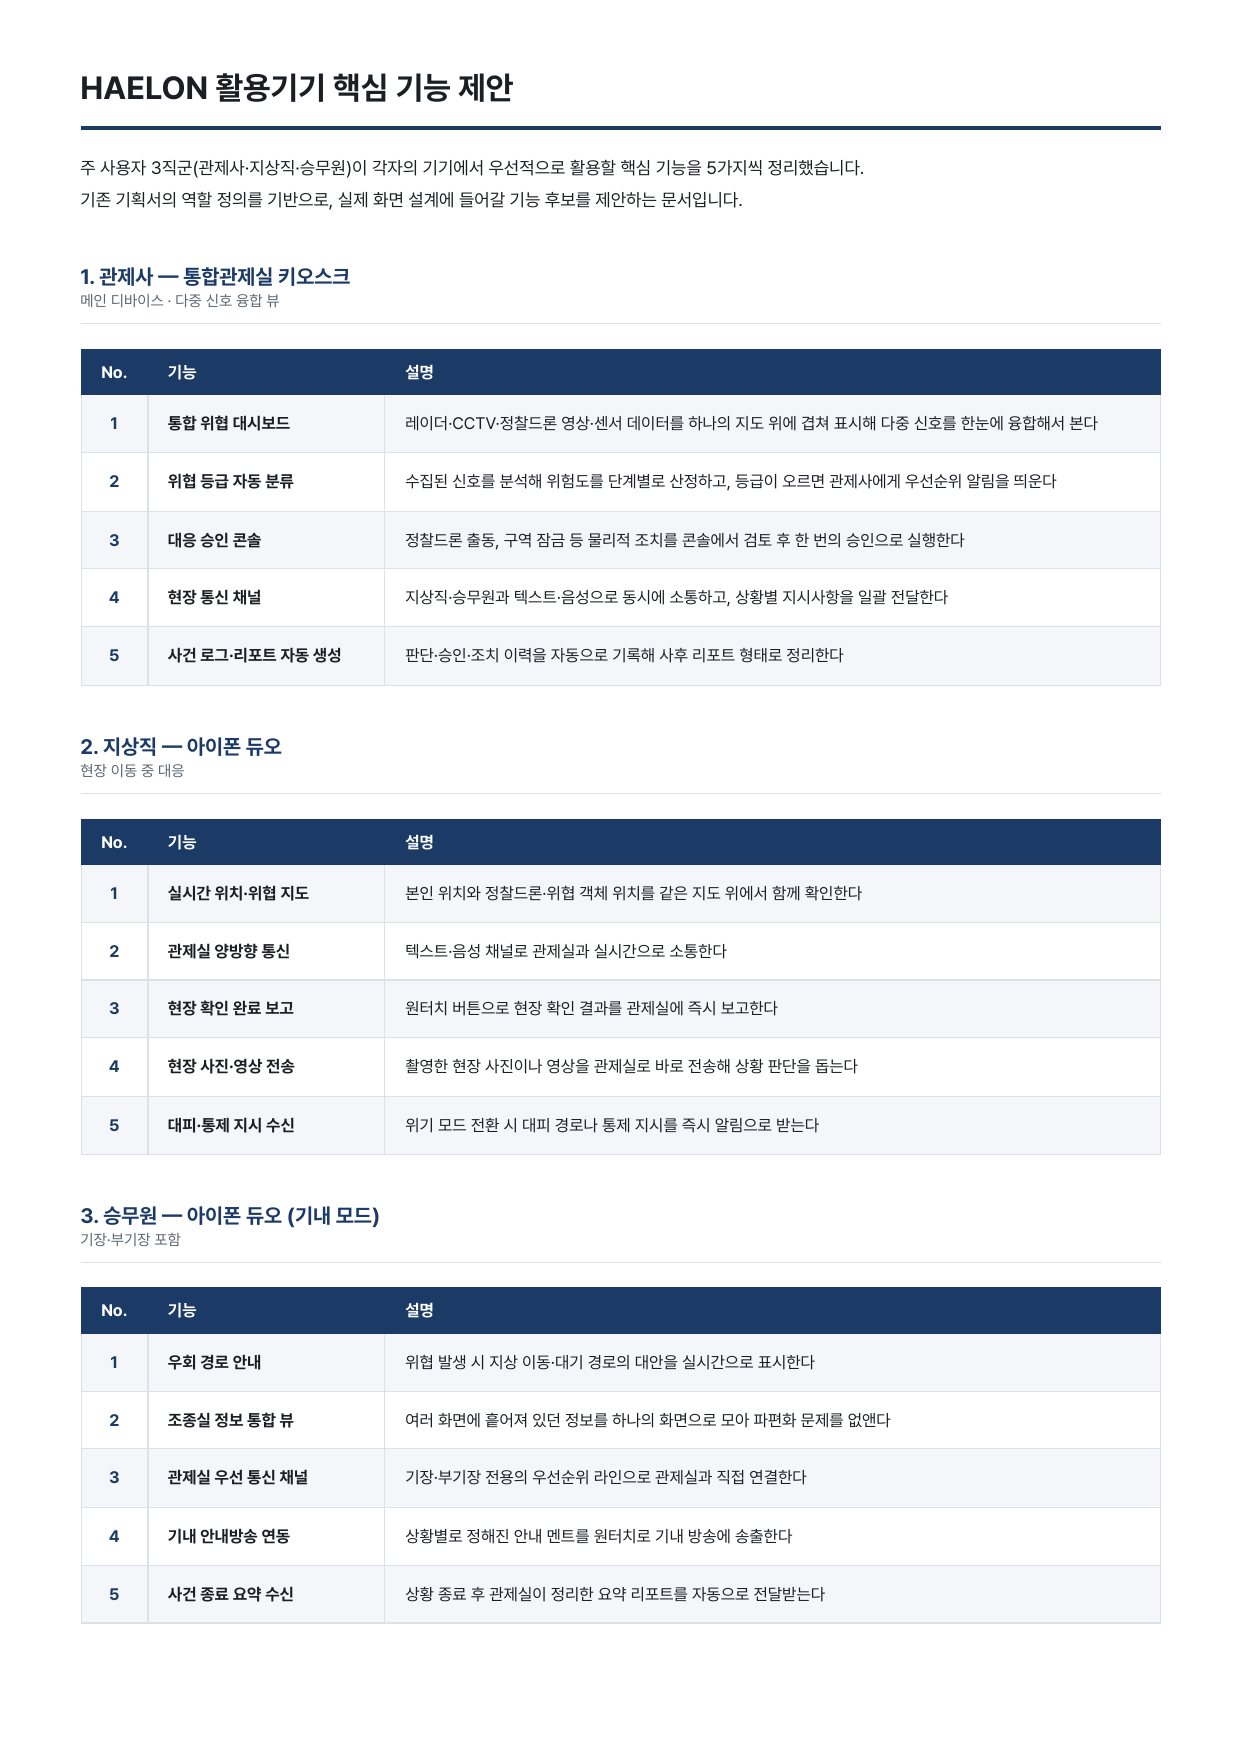 HAELON 활용기기 핵심 기능 제안
주 사용자 3직군(관제사·지상직·승무원)이 각자의 기기에서 우선적으로 활용할 핵심 기능을 5가지씩 정리했습니다.
기존 기획서의 역할 정의를 기반으로, 실제 화면 설계에 들어갈 기능 후보를 제안하는 문서입니다.
1. 관제사 — 통합관제실 키오스크
메인 디바이스 · 다중 신호 융합 뷰
No. 기능 설명
1 통합 위협 대시보드 레이더·CCTV·정찰드론 영상·센서 데이터를 하나의 지도 위에 겹쳐 표시해 다중 신호를 한눈에 융합해서 본다
2 위협 등급 자동 분류 수집된 신호를 분석해 위험도를 단계별로 산정하고, 등급이 오르면 관제사에게 우선순위 알림을 띄운다
3 대응 승인 콘솔 정찰드론 출동, 구역 잠금 등 물리적 조치를 콘솔에서 검토 후 한 번의 승인으로 실행한다
4 현장 통신 채널 지상직·승무원과 텍스트·음성으로 동시에 소통하고, 상황별 지시사항을 일괄 전달한다
5 사건 로그·리포트 자동 생성 판단·승인·조치 이력을 자동으로 기록해 사후 리포트 형태로 정리한다
2. 지상직 — 아이폰 듀오
현장 이동 중 대응
No. 기능 설명
1 실시간 위치·위협 지도 본인 위치와 정찰드론·위협 객체 위치를 같은 지도 위에서 함께 확인한다
2 관제실 양방향 통신 텍스트·음성 채널로 관제실과 실시간으로 소통한다
3 현장 확인 완료 보고 원터치 버튼으로 현장 확인 결과를 관제실에 즉시 보고한다
4 현장 사진·영상 전송 촬영한 현장 사진이나 영상을 관제실로 바로 전송해 상황 판단을 돕는다
5 대피·통제 지시 수신 위기 모드 전환 시 대피 경로나 통제 지시를 즉시 알림으로 받는다
3. 승무원 — 아이폰 듀오 (기내 모드)
기장·부기장 포함
No. 기능 설명
1 우회 경로 안내 위협 발생 시 지상 이동·대기 경로의 대안을 실시간으로 표시한다
2 조종실 정보 통합 뷰 여러 화면에 흩어져 있던 정보를 하나의 화면으로 모아 파편화 문제를 없앤다
3 관제실 우선 통신 채널 기장·부기장 전용의 우선순위 라인으로 관제실과 직접 연결한다
4 기내 안내방송 연동 상황별로 정해진 안내 멘트를 원터치로 기내 방송에 송출한다
5 사건 종료 요약 수신 상황 종료 후 관제실이 정리한 요약 리포트를 자동으로 전달받는다